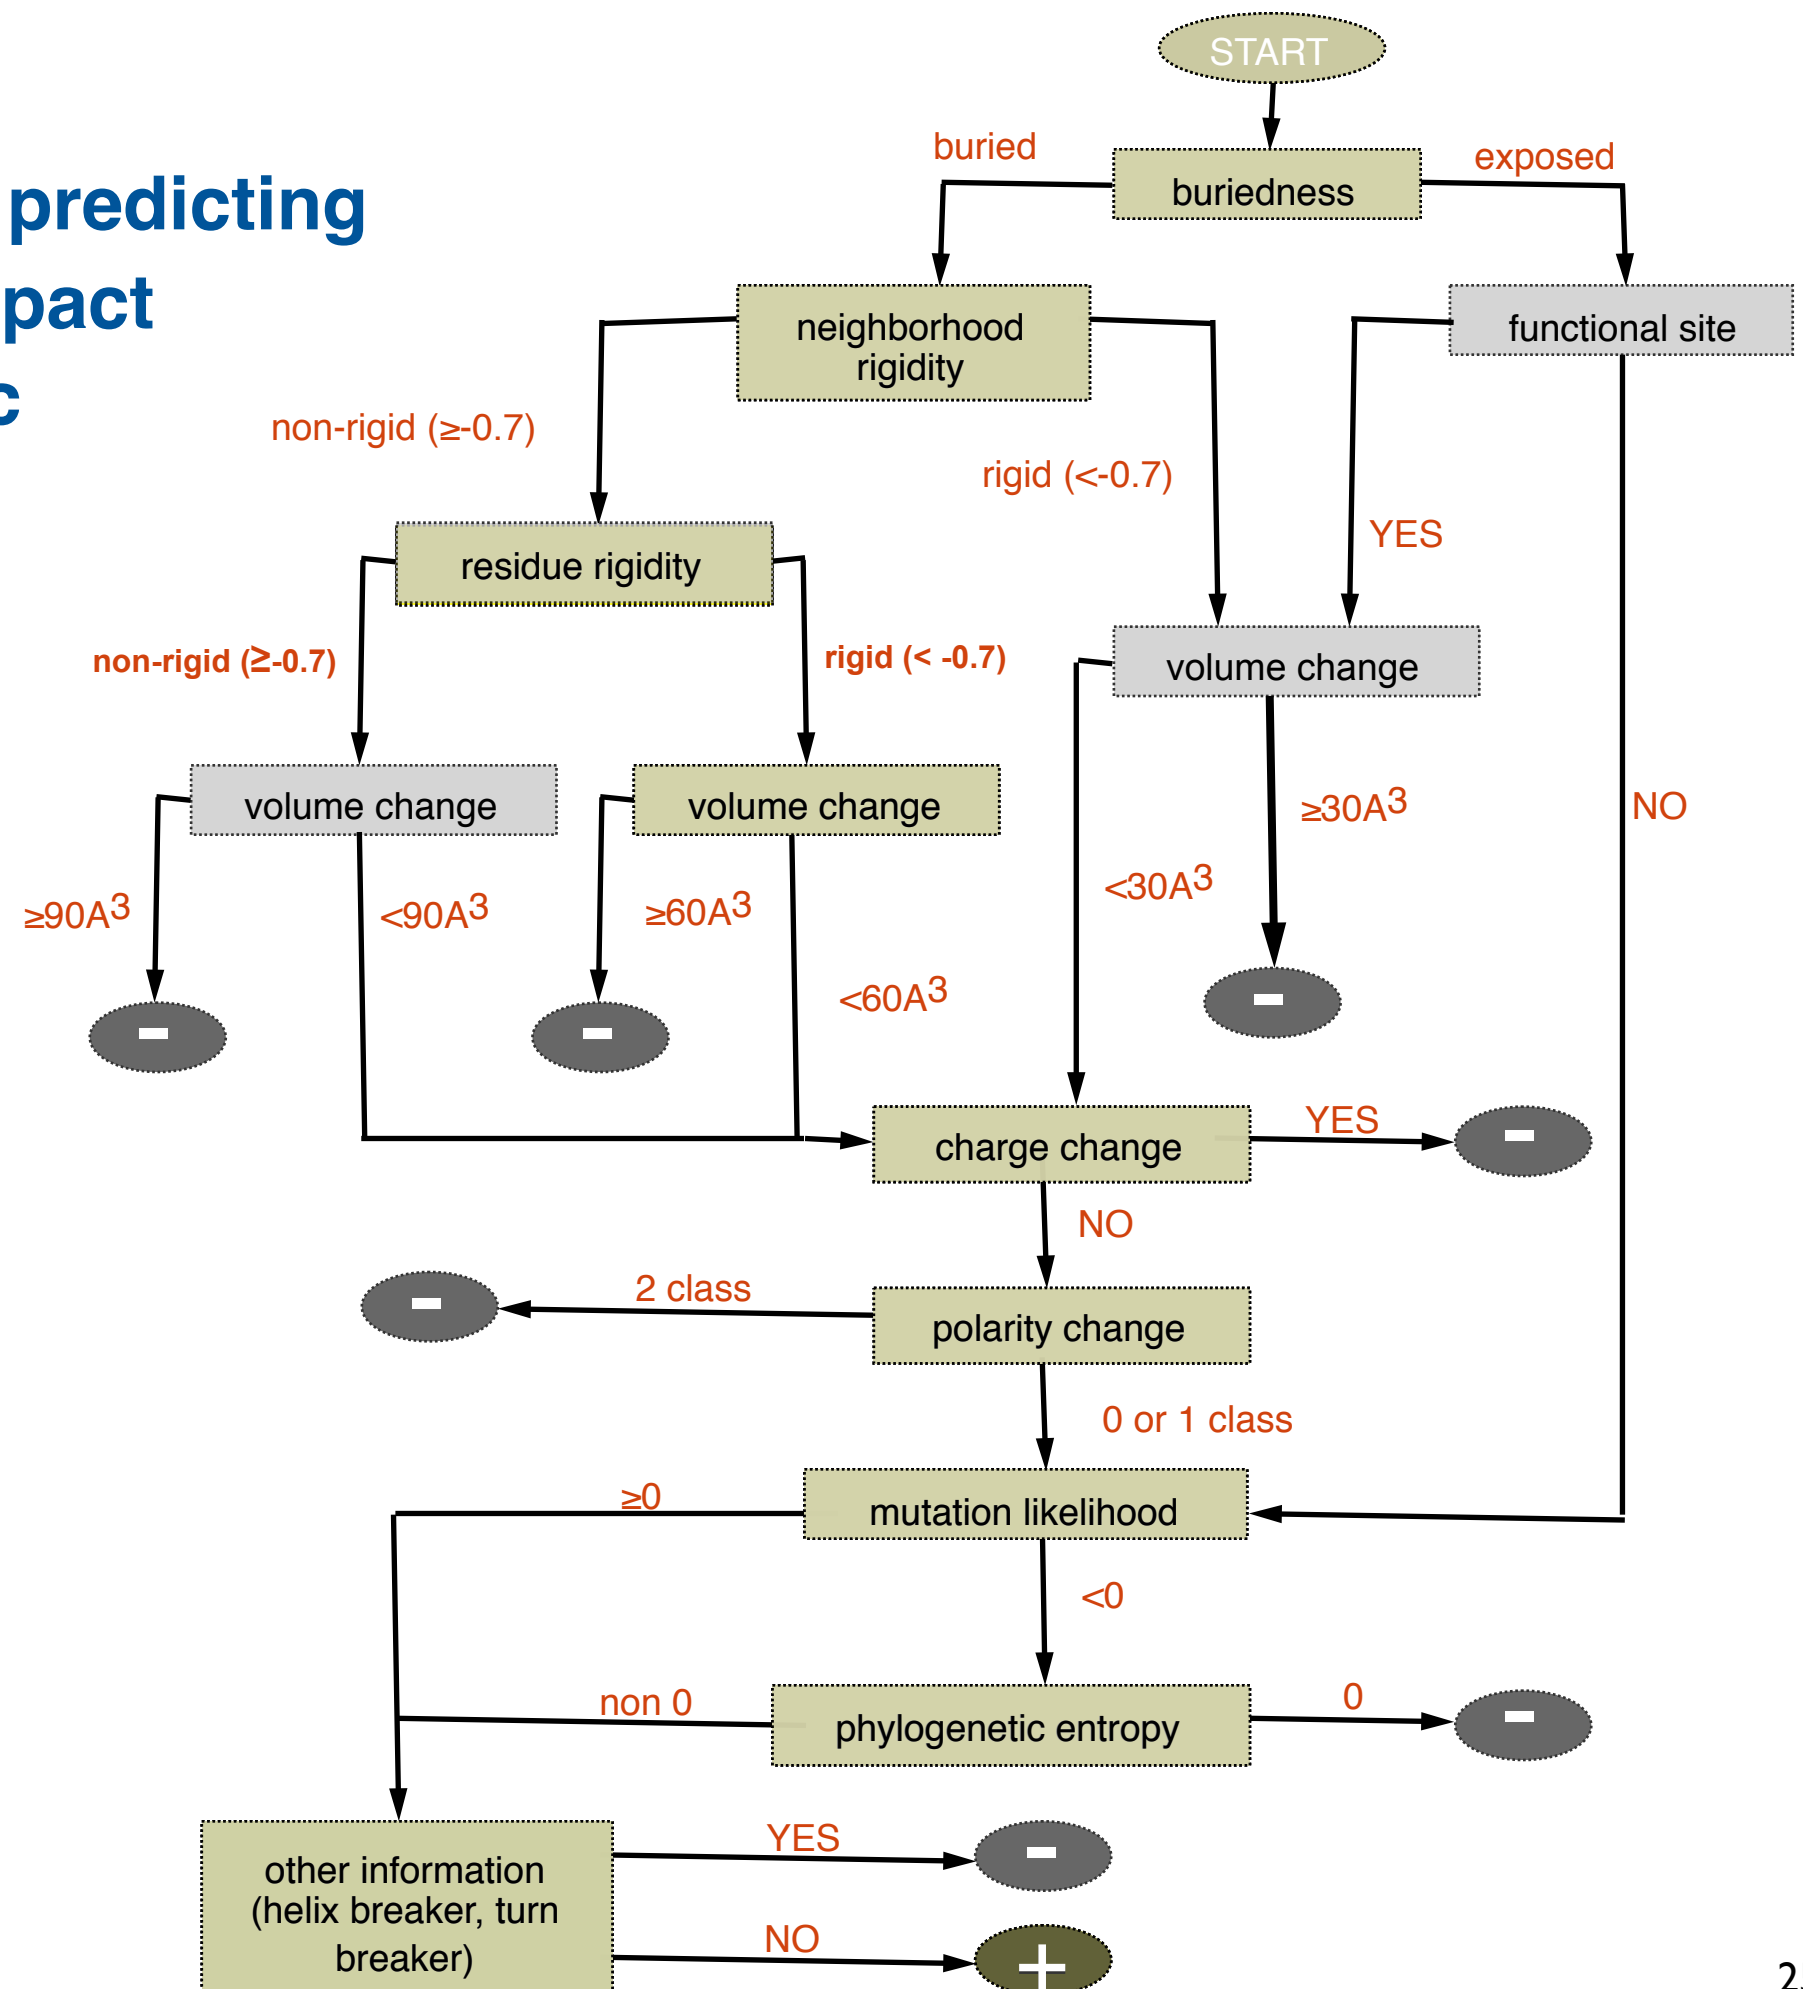 START
predicting
pact
c
buried
buriedness
exposed
neighborhood
rigidity
functional site
non-rigid (≥-0.7)
rigid (<-0.7)
YES
residue rigidity
non-rigid (≥-0.7)
rigid (< -0.7)
volume change
volume change
volume change
≥30A3
NO
<30A3
≥90A3
<90A3
≥60A3
<60A3
-
-
-
charge change
YES
-
NO
2 class
-
polarity change
0 or 1 class
≥0
mutation likelihood
<0
non 0
phylogenetic entropy
0
-
other information
(helix breaker, turn
breaker)
YES
-
NO
+
2